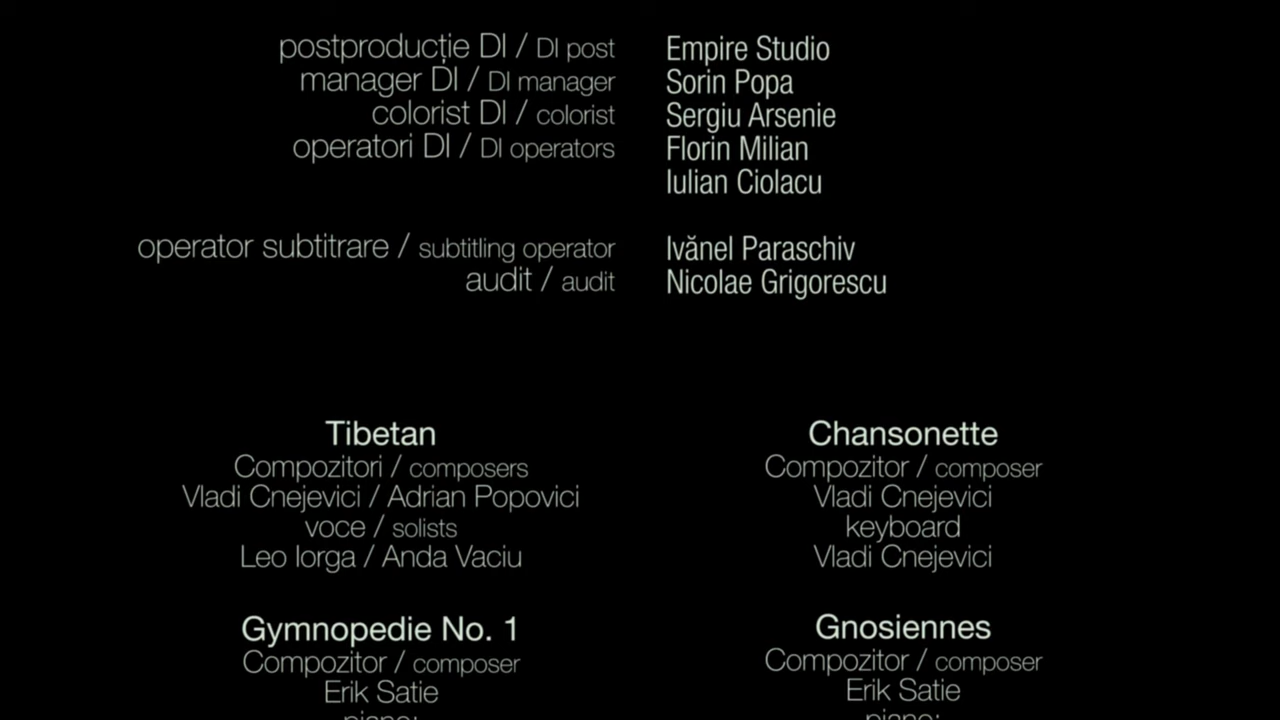 postproducție DI / DI post Empire Studio
manager DI / DI manager Sorin Popa
colorist DI / colorist Sergiu Arsenie
operatori DI / DI operators Florin Milian
Iulian Ciolacu
operator subtitrare / subtitling operator Ivănel Paraschiv
audit / audit Nicolae Grigorescu
Tibetan
Compozitori / composers
Vladi Cnejevici / Adrian Popovici
voce / solists
Leo Iorga / Anda Vaciu
Chansonette
Compozitor / composer
Vladi Cnejevici
keyboard
Vladi Cnejevici
Gymnopedie No. 1
Compozitor / composer
Erik Satie
piano:
Gnosiennes
Compozitor / composer
Erik Satie
piano: